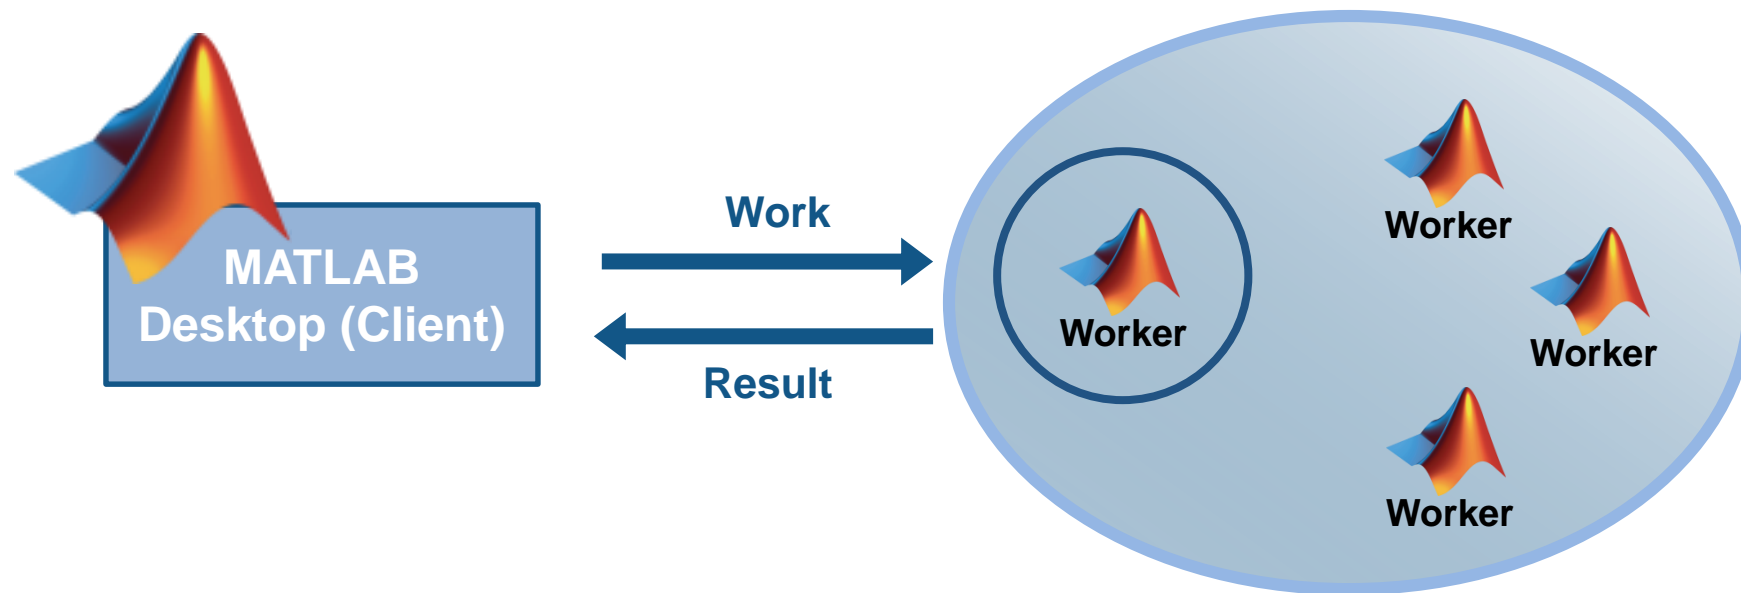 MATLAB
Desktop (Client)
Work
Result
Worker
Worker
Worker
Worker